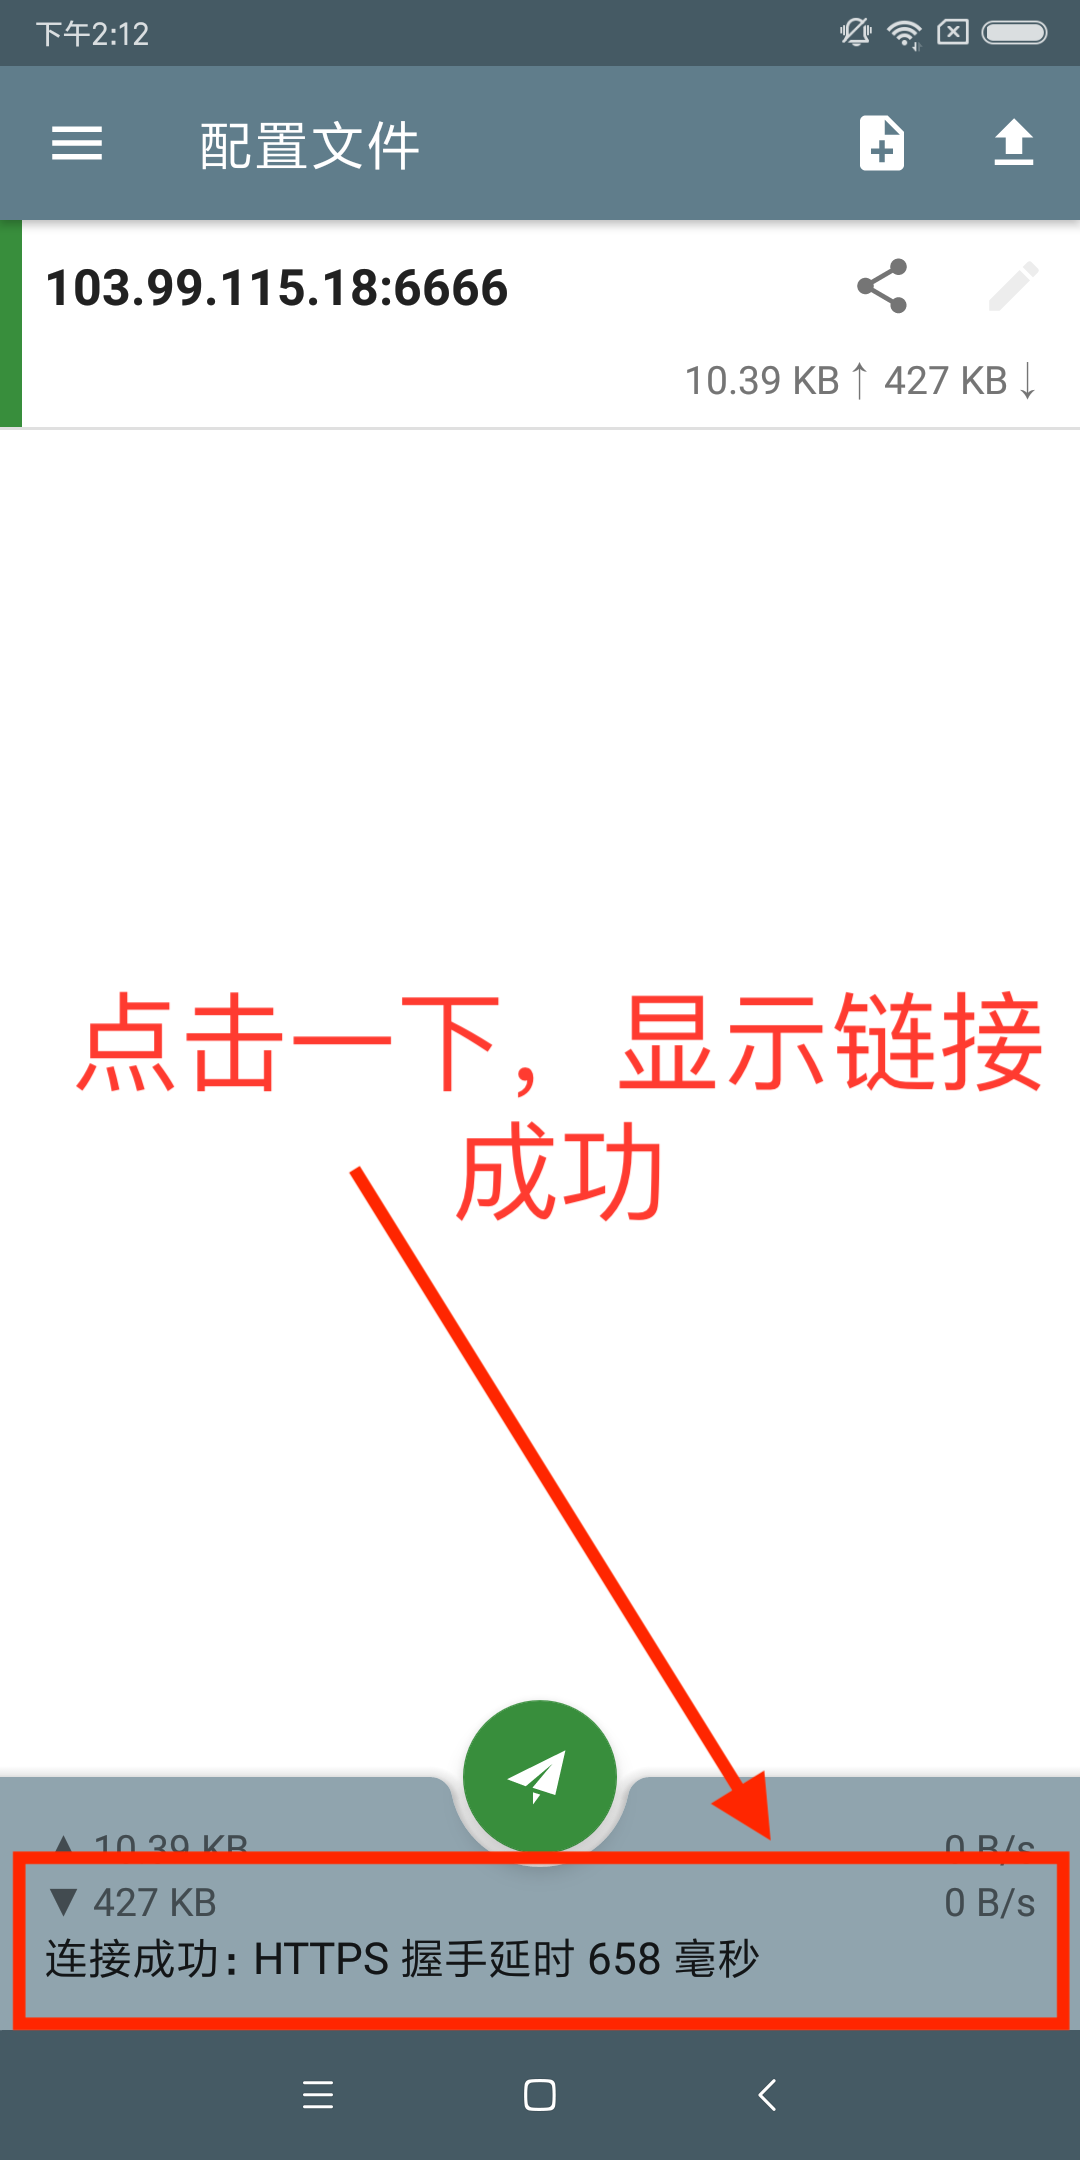 下午2:12
配置文件
103.99.115.18:6666
10.39 KB↑ 427 KB↓
点击一下，显示链接
成功
▲ 10.39 KB 0 B/s
▼ 427 KB 0 B/s
连接成功：HTTPS 握手延时 658 毫秒